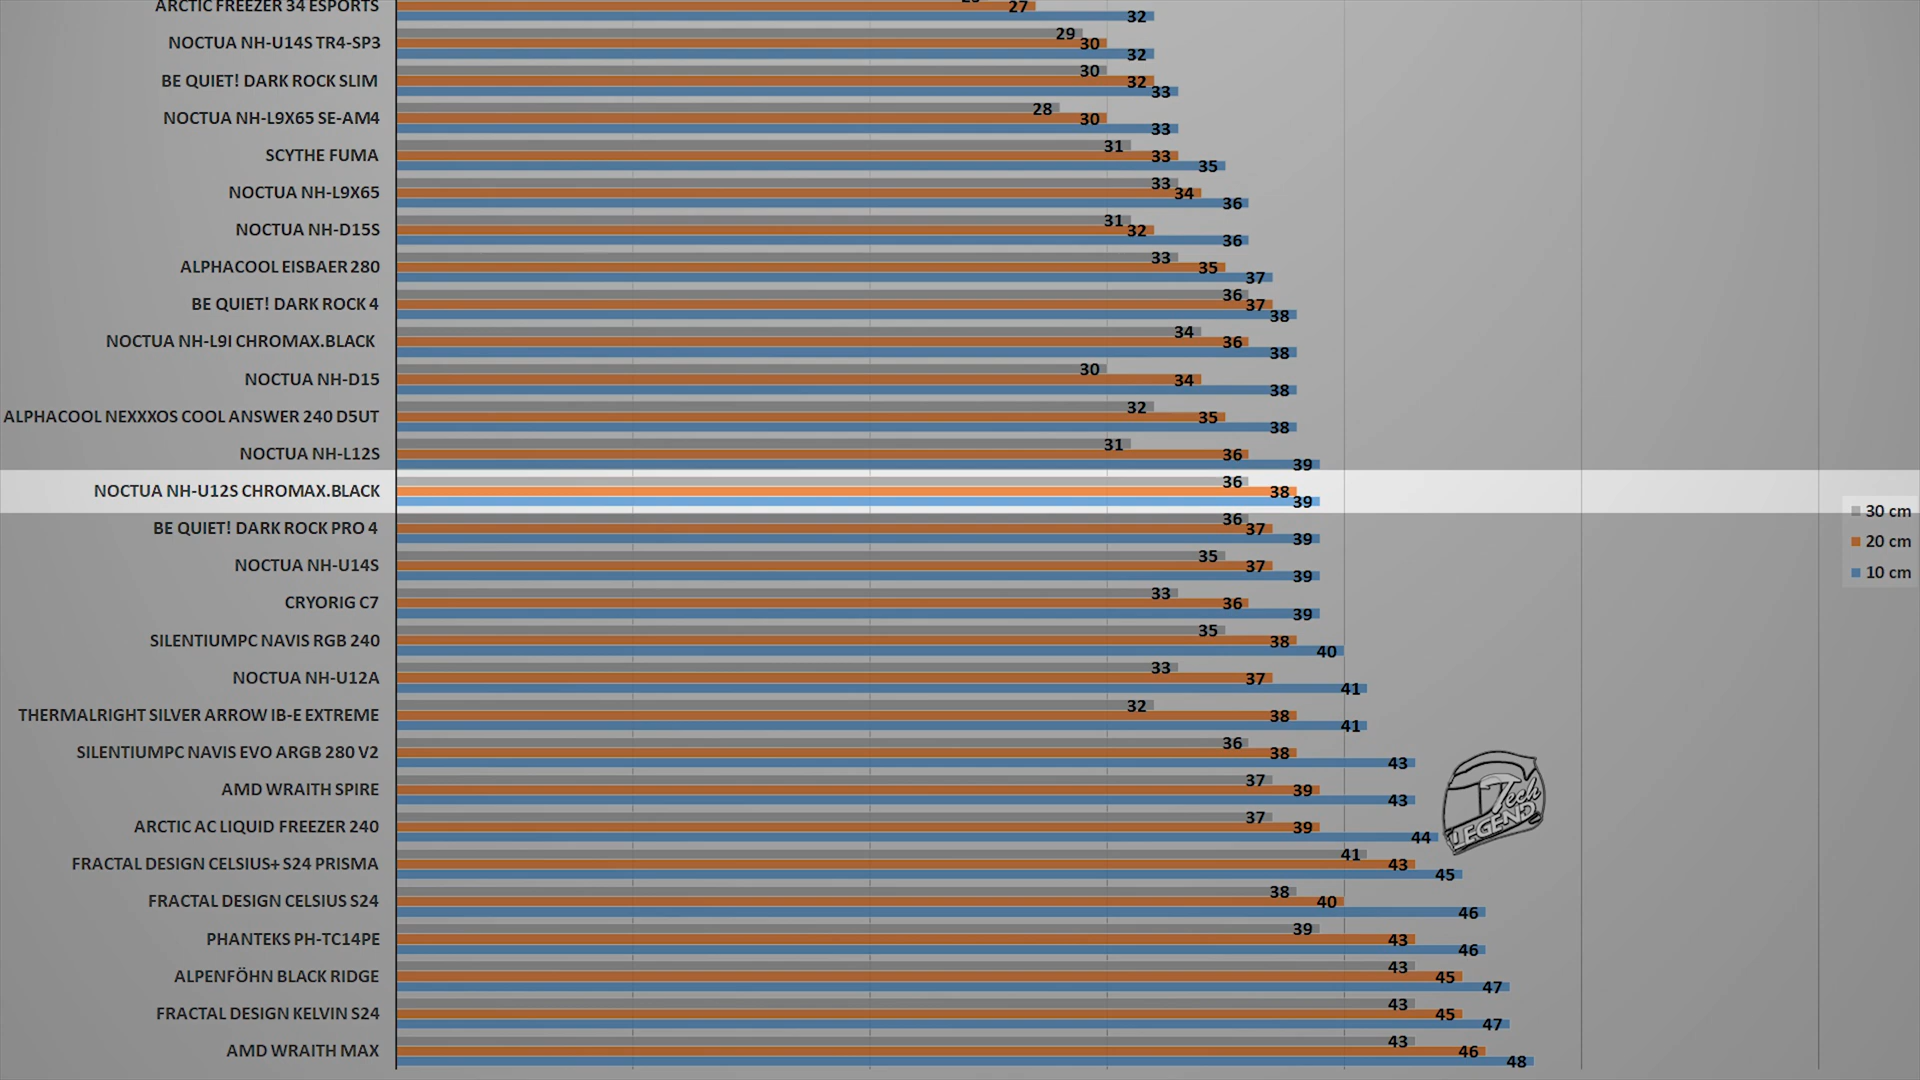 ARCTIC FREEZER 34 ESPORTS 27 32
NOCTUA NH-U14S TR4-SP3 29 30 32
BE QUIET! DARK ROCK SLIM 30 32 33
NOCTUA NH-L9X65 SE-AM4 28 30 33
SCYTHE FUMA 31 33 35
NOCTUA NH-L9X65 33 34 36
NOCTUA NH-D15S 31 32 36
ALPHACOOL EISBAER 280 33 35 37
BE QUIET! DARK ROCK 4 36 37 38
NOCTUA NH-L9I CHROMAX.BLACK 34 36 38
NOCTUA NH-D15 30 34 38
ALPHACOOL NEXXXOS COOL ANSWER 240 D5UT 32 35 38
NOCTUA NH-L12S 31 36 39
NOCTUA NH-U12S CHROMAX.BLACK 36 38 39
BE QUIET! DARK ROCK PRO 4 36 37 39
NOCTUA NH-U14S 35 37 39
CRYORIG C7 33 36 39
SILENTIUMPC NAVIS RGB 240 35 38 40
NOCTUA NH-U12A 33 37 41
THERMALRIGHT SILVER ARROW IB-E EXTREME 32 38 41
SILENTIUMPC NAVIS EVO ARGB 280 V2 36 38 43
AMD WRAITH SPIRE 37 39 43
ARCTIC AC LIQUID FREEZER 240 37 39 44
FRACTAL DESIGN CELSIUS+ S24 PRISMA 41 43 45
FRACTAL DESIGN CELSIUS S24 38 40 46
PHANTEKS PH-TC14PE 39 43 46
ALPENFÖHN BLACK RIDGE 43 45 47
FRACTAL DESIGN KELVIN S24 43 45 47
AMD WRAITH MAX 43 46 48
30 cm
20 cm
10 cm
Tech
LEGEND